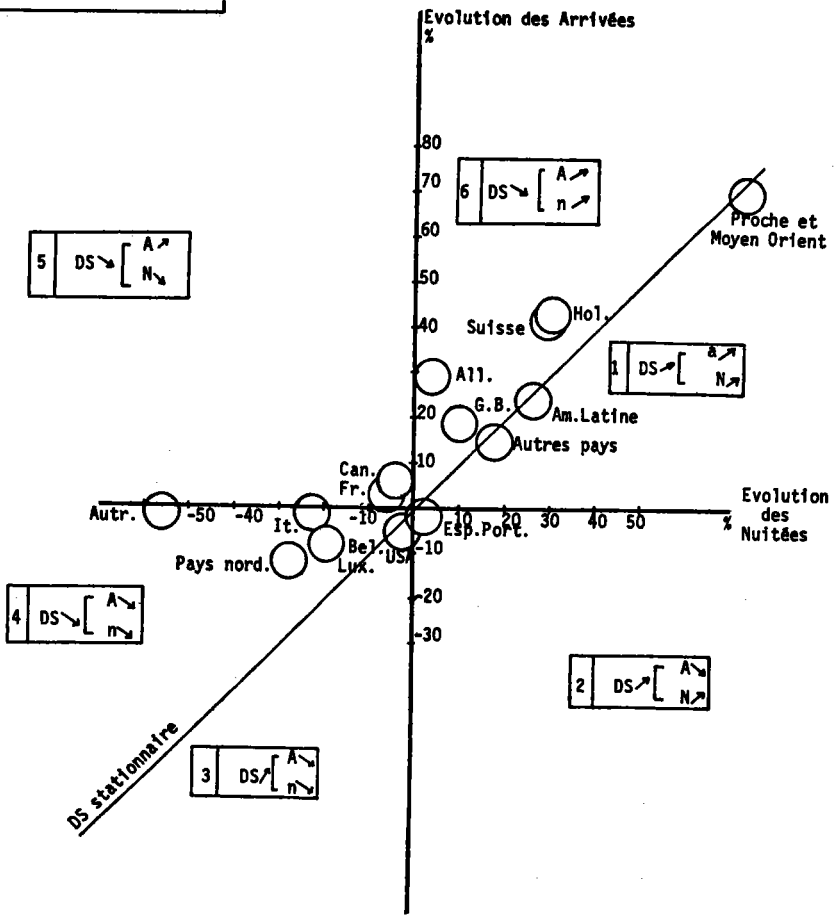 Evolution des Arrivées
%
80
70
6 DS↘ [ A↗
n↗
60
Proche et
Moyen Orient
5 DS↘ [ A↗
N↘
50
Hol.
Suisse
40
1 DS↗ [ a↗
N↗
All.
G.B.
20
Am.Latine
Autres pays
10
Can.
Fr.
Autr. -50 -40 It. -10 10 20 30 40 50 %
Evolution
des
Nuitées
Esp.Port.
Bel.
Lux.
USA
-10
Pays nord.
-20
-30
4 DS↘ [ A↘
n↘
2 DS↗ [ A↘
N↗
3 DS↗ [ A↘
n↘
DS stationnaire